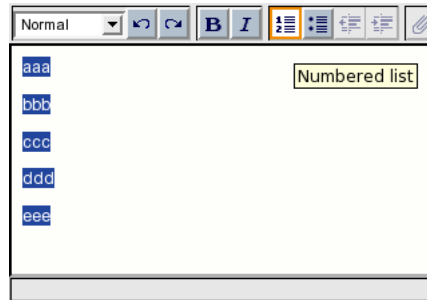 Normal B I
Numbered list
aaa
bbb
ccc
ddd
eee